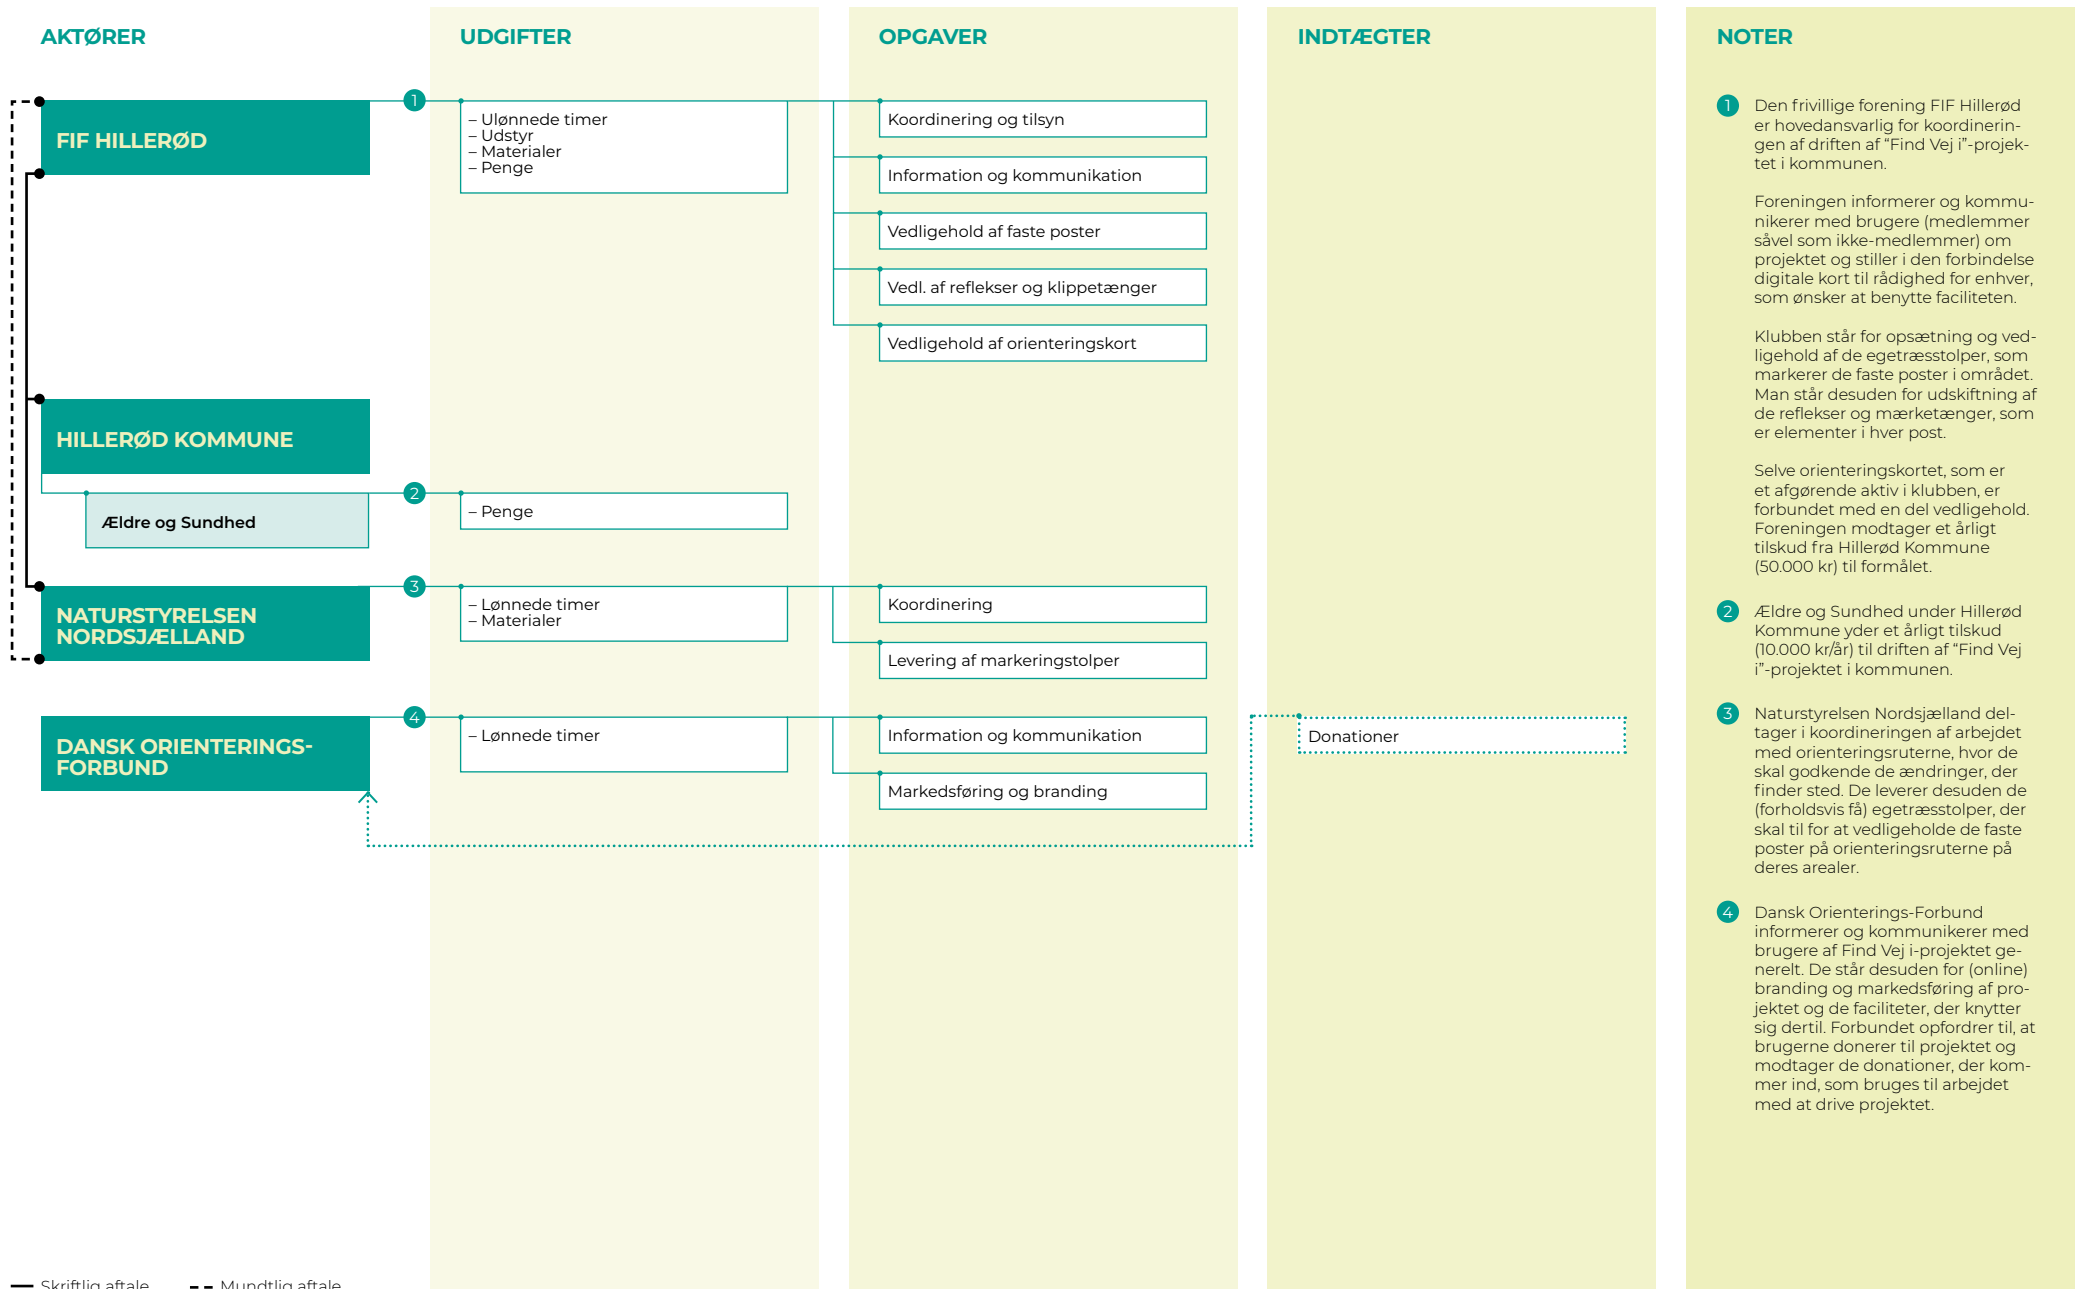 AKTØRER
UDGIFTER
OPGAVER
INDTÆGTER
NOTER
FIF HILLERØD
1
– Ulønnede timer
– Udstyr
– Materialer
– Penge
Koordinering og tilsyn
Information og kommunikation
Vedligehold af faste poster
Vedl. af reflekser og klippetænger
Vedligehold af orienteringskort
HILLERØD KOMMUNE
Ældre og Sundhed
2
– Penge
NATURSTYRELSEN
NORDSJÆLLAND
3
– Lønnede timer
– Materialer
Koordinering
Levering af markeringstolper
DANSK ORIENTERINGS-
FORBUND
4
– Lønnede timer
Information og kommunikation
Markedsføring og branding
Donationer
1 Den frivillige forening FIF Hillerød
er hovedansvarlig for koordinerin-
gen af driften af “Find Vej i”-projek-
tet i kommunen.
Foreningen informerer og kommu-
nikerer med brugere (medlemmer
såvel som ikke-medlemmer) om
projektet og stiller i den forbindelse
digitale kort til rådighed for enhver,
som ønsker at benytte faciliteten.
Klubben står for opsætning og ved-
ligehold af de egetræsstolper, som
markerer de faste poster i området.
Man står desuden for udskiftning af
de reflekser og mærketænger, som
er elementer i hver post.
Selve orienteringskortet, som er
et afgørende aktiv i klubben, er
forbundet med en del vedligehold.
Foreningen modtager et årligt
tilskud fra Hillerød Kommune
(50.000 kr) til formålet.
2 Ældre og Sundhed under Hillerød
Kommune yder et årligt tilskud
(10.000 kr/år) til driften af “Find Vej
i”-projektet i kommunen.
3 Naturstyrelsen Nordsjælland del-
tager i koordineringen af arbejdet
med orienteringsruterne, hvor de
skal godkende de ændringer, der
finder sted. De leverer desuden de
(forholdsvis få) egetræsstolper, der
skal til for at vedligeholde de faste
poster på orienteringsruterne på
deres arealer.
4 Dansk Orienterings-Forbund
informerer og kommunikerer med
brugere af Find Vej i-projektet ge-
nerelt. De står desuden for (online)
branding og markedsføring af pro-
jektet og de faciliteter, der knytter
sig dertil. Forbundet opfordrer til, at
brugerne donerer til projektet og
modtager de donationer, der kom-
mer ind, som bruges til arbejdet
med at drive projektet.
Skriftlig aftale
Mundtlig aftale